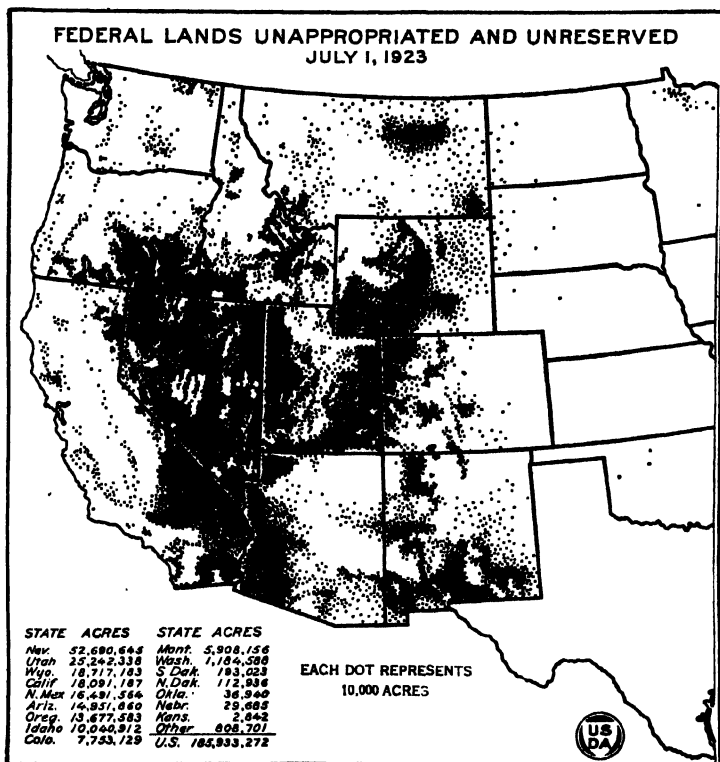 FEDERAL LANDS UNAPPROPRIATED AND UNRESERVED
JULY 1, 1923
STATE ACRES STATE ACRES
Nev. 52,690,645 Mont. 5,908,156
Utah 25,242,338 Wash. 1,184,588
Wyo. 18,717,183 S Dak. 193,023
Calif 18,091,187 N.Dak. 112,936
N.Mex 16,491,564 Okla. 36,940
Ariz. 14,951,860 Nebr. 29,685
Oreg. 13,677,583 Kans. 2,842
Idaho 10,040,912 Other 808,701
Colo. 7,753,129 U.S. 185,933,272
EACH DOT REPRESENTS
10,000 ACRES
US
DA